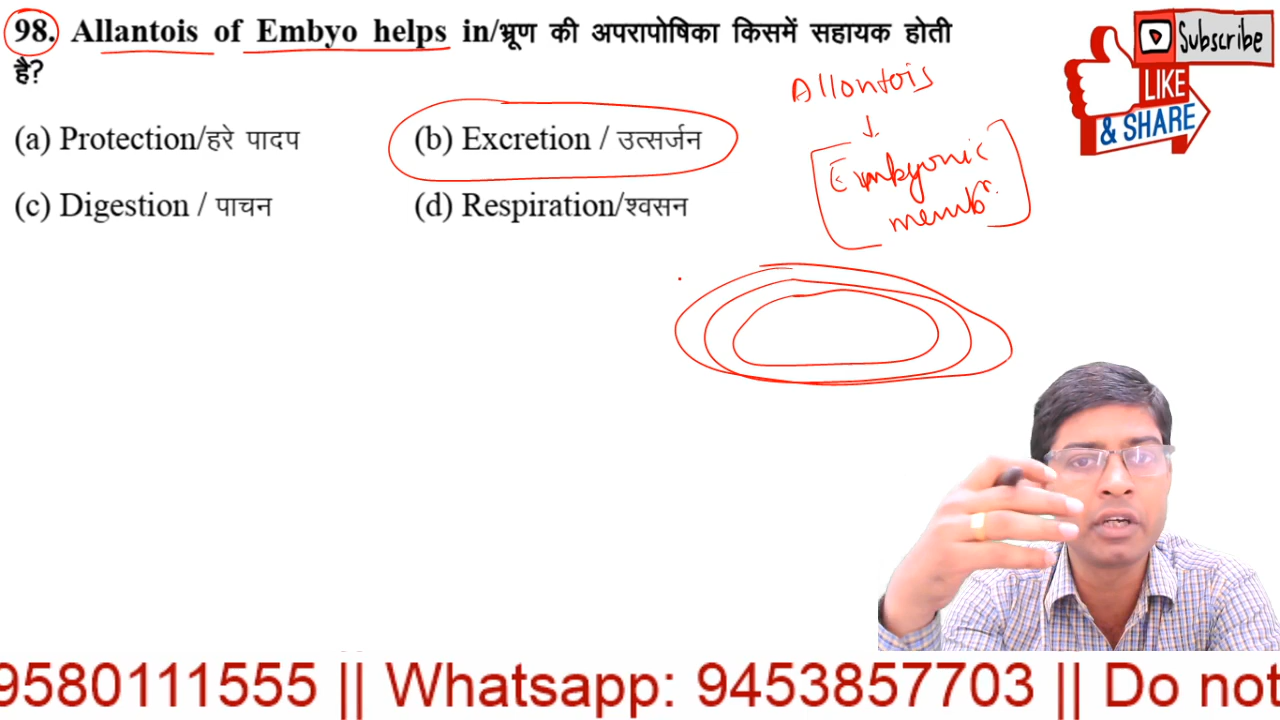 98. Allantois of Embyo helps in/भ्रूण की अपरापोषिका किसमें सहायक होती
है?
(a) Protection/हरे पादप
(b) Excretion / उत्सर्जन
(c) Digestion / पाचन
(d) Respiration/श्वसन
Allantois
Embyonic
memb
Subscribe
LIKE
& SHARE
9580111555 || Whatsapp: 9453857703 || Do not